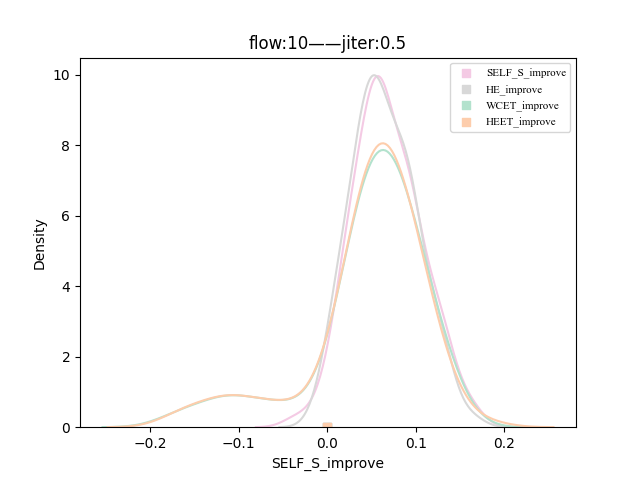 flow:10——jiter:0.5
SELF_S_improve
HE_improve
WCET_improve
HEET_improve
Density
10
8
6
4
2
0
−0.2
−0.1
0.0
0.1
0.2
SELF_S_improve